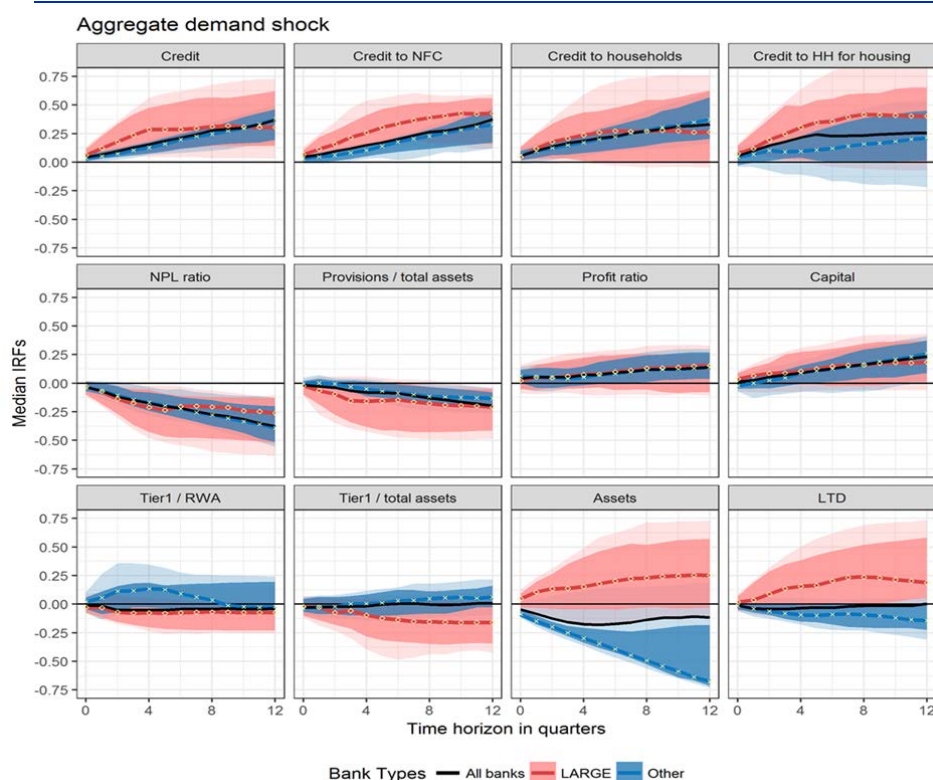 Aggregate demand shock
Credit
Credit to NFC
Credit to households
Credit to HH for housing
0.75
0.50
0.25
0.00
-0.25
-0.50
-0.75
NPL ratio
Provisions / total assets
Profit ratio
Capital
0.75
0.50
0.25
0.00
-0.25
-0.50
-0.75
Median IRFs
Tier1 / RWA
Tier1 / total assets
Assets
LTD
0.75
0.50
0.25
0.00
-0.25
-0.50
-0.75
0 4 8 12
0 4 8 12
0 4 8 12
0 4 8 12
Time horizon in quarters
Bank Types All banks LARGE Other